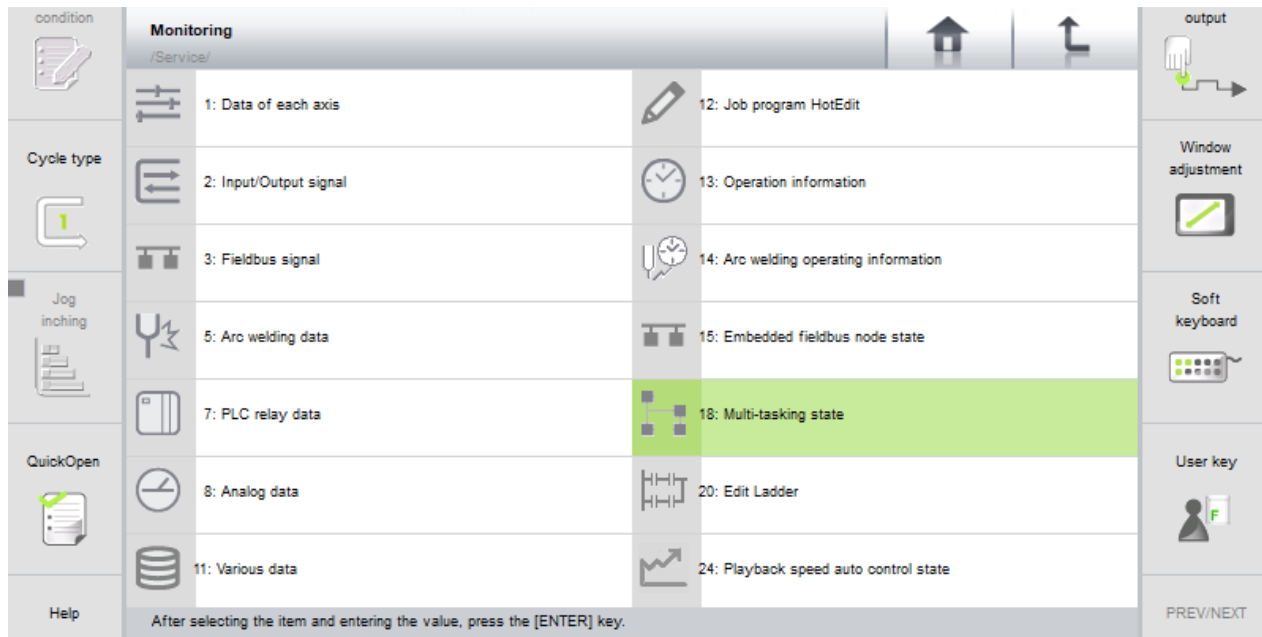 condition
Cycle type
1
Jog
inching
QuickOpen
Help
Monitoring
/Service/
1: Data of each axis
2: Input/Output signal
3: Fieldbus signal
5: Arc welding data
7: PLC relay data
8: Analog data
11: Various data
12: Job program HotEdit
13: Operation information
14: Arc welding operating information
15: Embedded fieldbus node state
18: Multi-tasking state
20: Edit Ladder
24: Playback speed auto control state
After selecting the item and entering the value, press the [ENTER] key.
output
Window
adjustment
Soft
keyboard
User key
F
PREV/NEXT